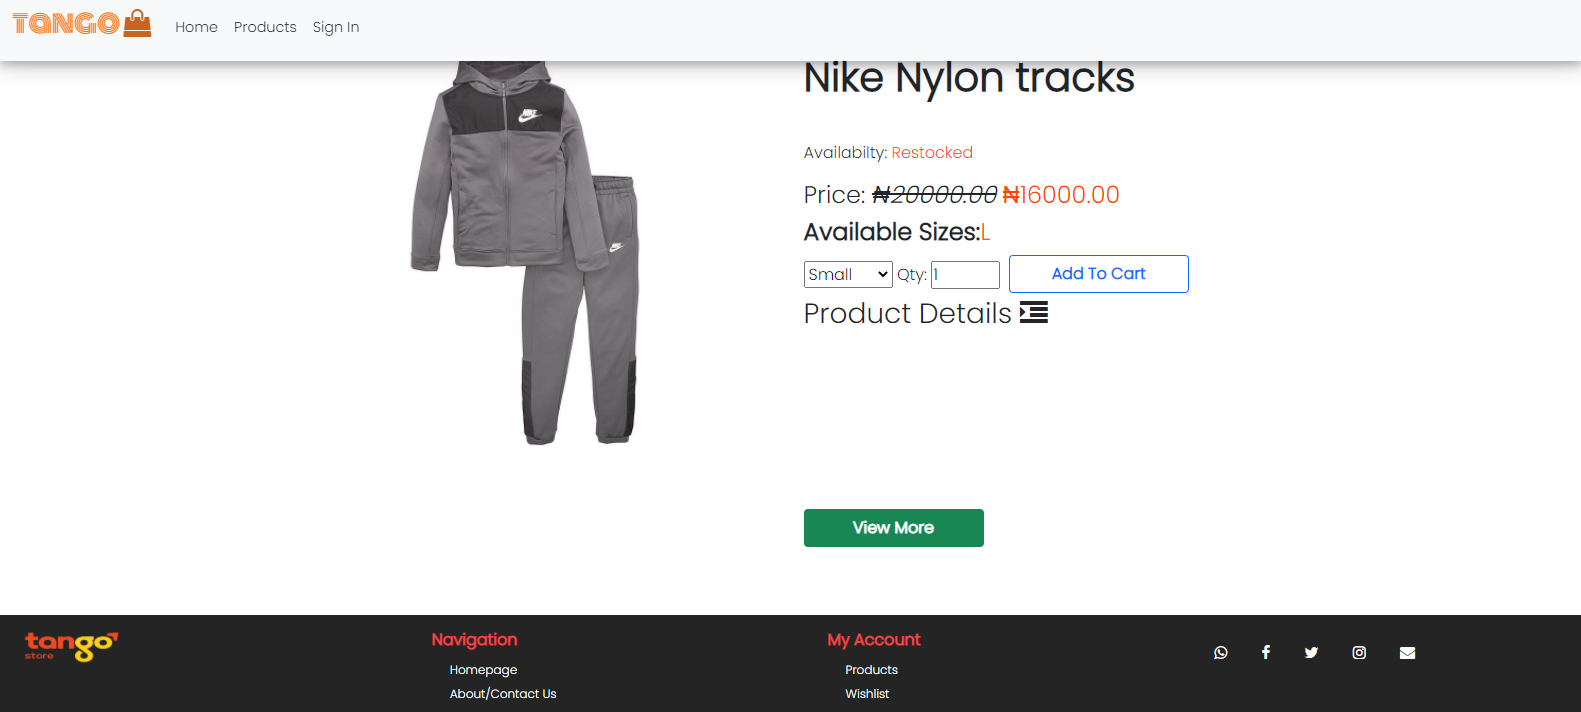 TANGO Home Products Sign In
Nike Nylon tracks
NIKE
Availabilty: Restocked
Price: ₦20000.00 ₦16000.00
Available Sizes:L
Small Qty: 1 Add To Cart
Product Details
View More
tango
store
Navigation
Homepage
About/Contact Us
My Account
Products
Wishlist